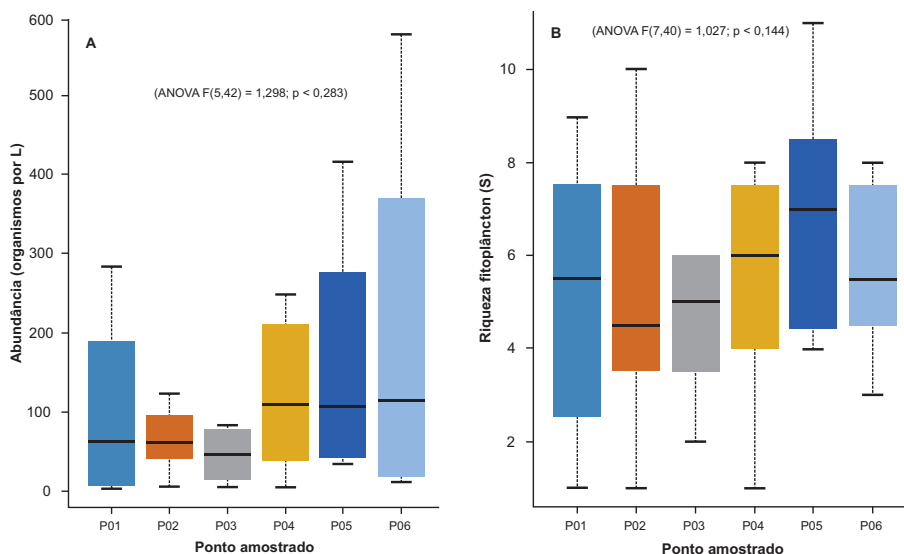 A
(ANOVA F(5,42) = 1,298; p < 0,283)
Abundância (organismos por L)
600
500
400
300
200
100
0
P01 P02 P03 P04 P05 P06
Ponto amostrado
B
(ANOVA F(7,40) = 1,027; p < 0,144)
Riqueza fitoplâncton (S)
10
8
6
4
2
P01 P02 P03 P04 P05 P06
Ponto amostrado